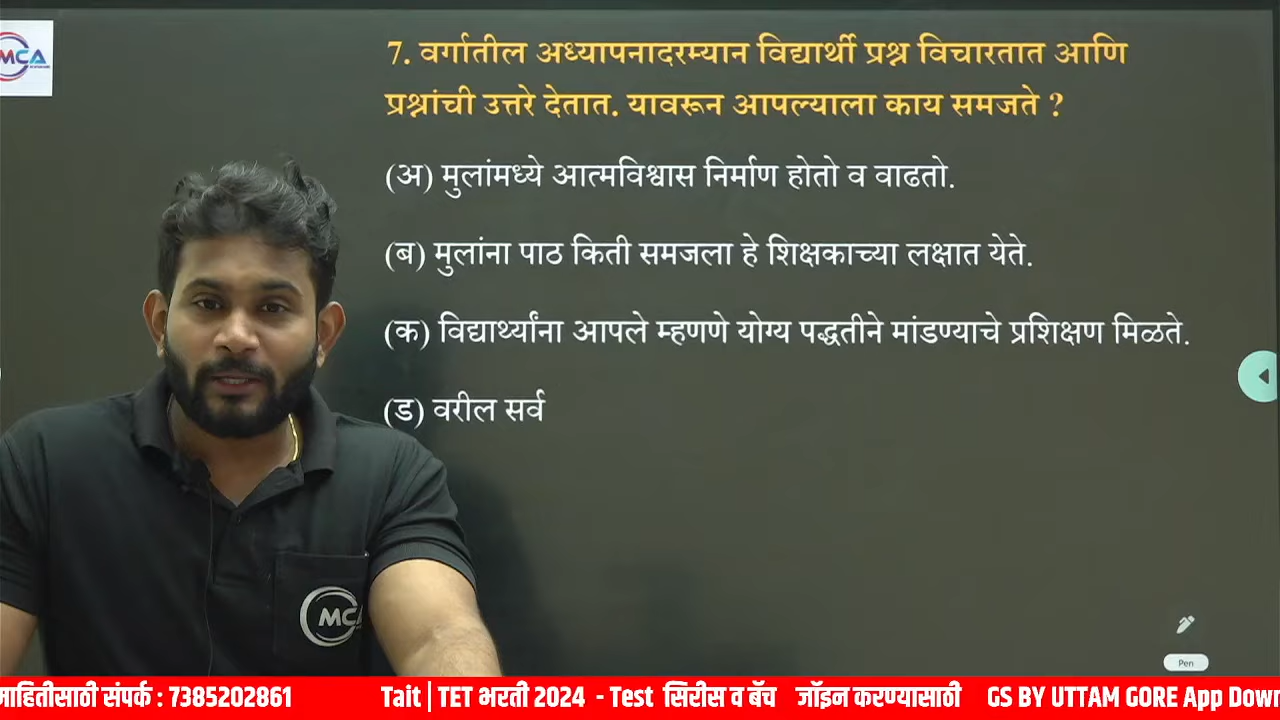 MCA
7. वर्गातील अध्यापनादरम्यान विद्यार्थी प्रश्न विचारतात आणि
प्रश्नांची उत्तरे देतात. यावरून आपल्याला काय समजते ?
(अ) मुलांमध्ये आत्मविश्वास निर्माण होतो व वाढतो.
(ब) मुलांना पाठ किती समजला हे शिक्षकाच्या लक्षात येते.
(क) विद्यार्थ्यांना आपले म्हणणे योग्य पद्धतीने मांडण्याचे प्रशिक्षण मिळते.
(ड) वरील सर्व
MCA
Pen
माहितीसाठी संपर्क : 7385202861 Tait | TET भरती 2024 - Test सिरीस व बॅच जॉइन करण्यासाठी GS BY UTTAM GORE App Down